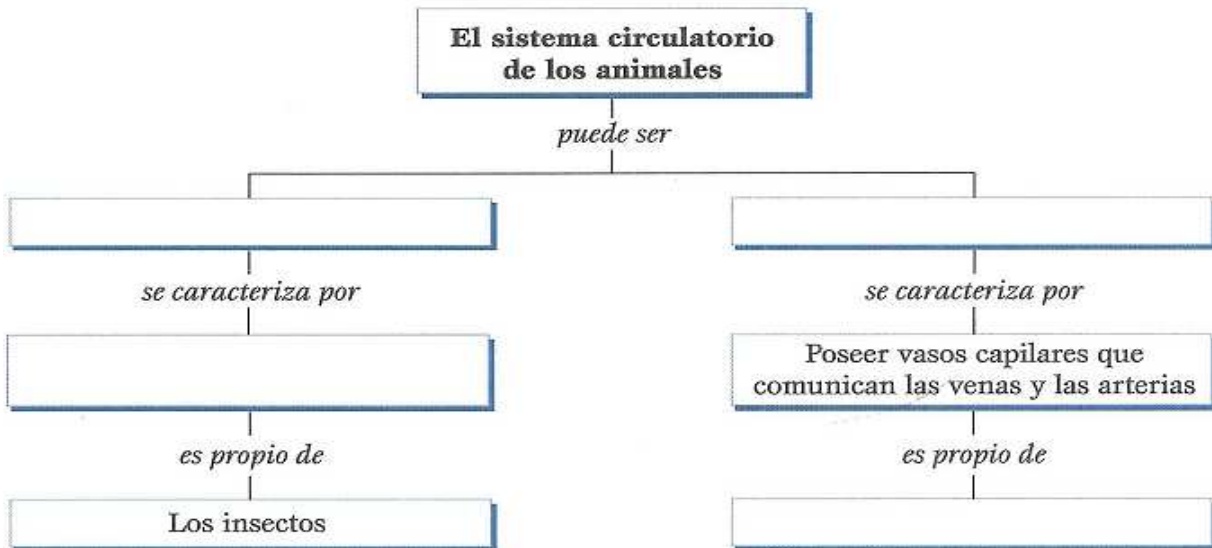 El sistema circulatorio
de los animales
puede ser
se caracteriza por
se caracteriza por
Poseer vasos capilares que
comunican las venas y las arterias
es propio de
es propio de
Los insectos